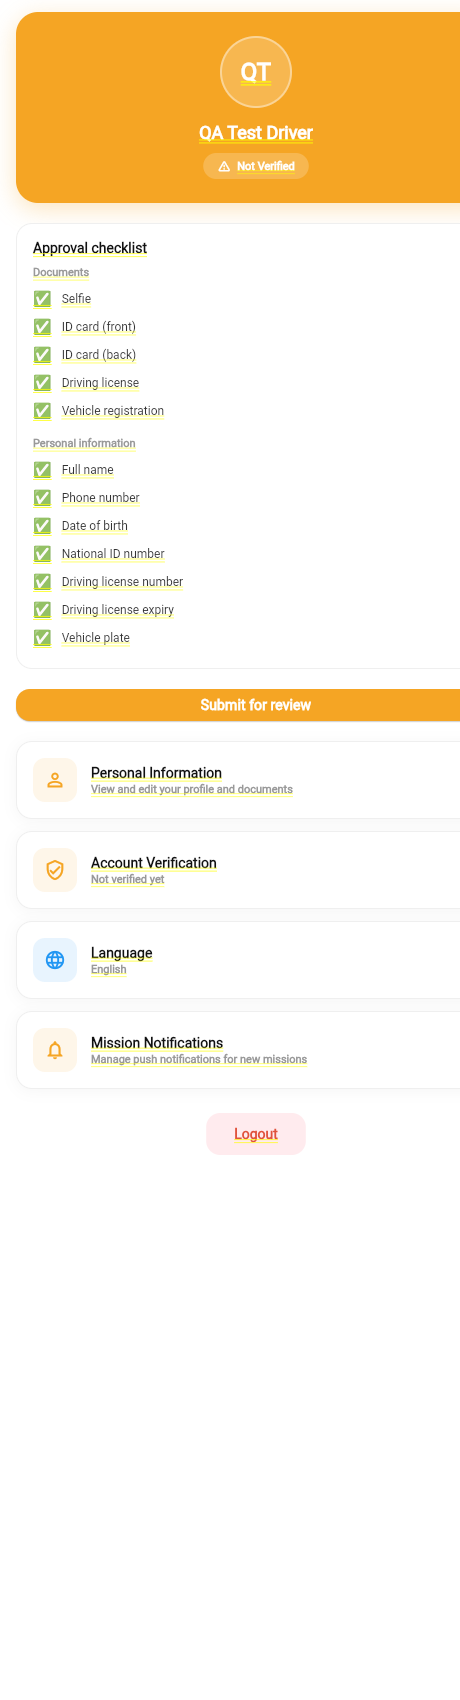 QT
QA Test Driver
Not Verified
Approval checklist
Documents
✅ Selfie
✅ ID card (front)
✅ ID card (back)
✅ Driving license
✅ Vehicle registration
Personal information
✅ Full name
✅ Phone number
✅ Date of birth
✅ National ID number
✅ Driving license number
✅ Driving license expiry
✅ Vehicle plate
Submit for review
Personal Information
View and edit your profile and documents
Account Verification
Not verified yet
Language
English
Mission Notifications
Manage push notifications for new missions
Logout